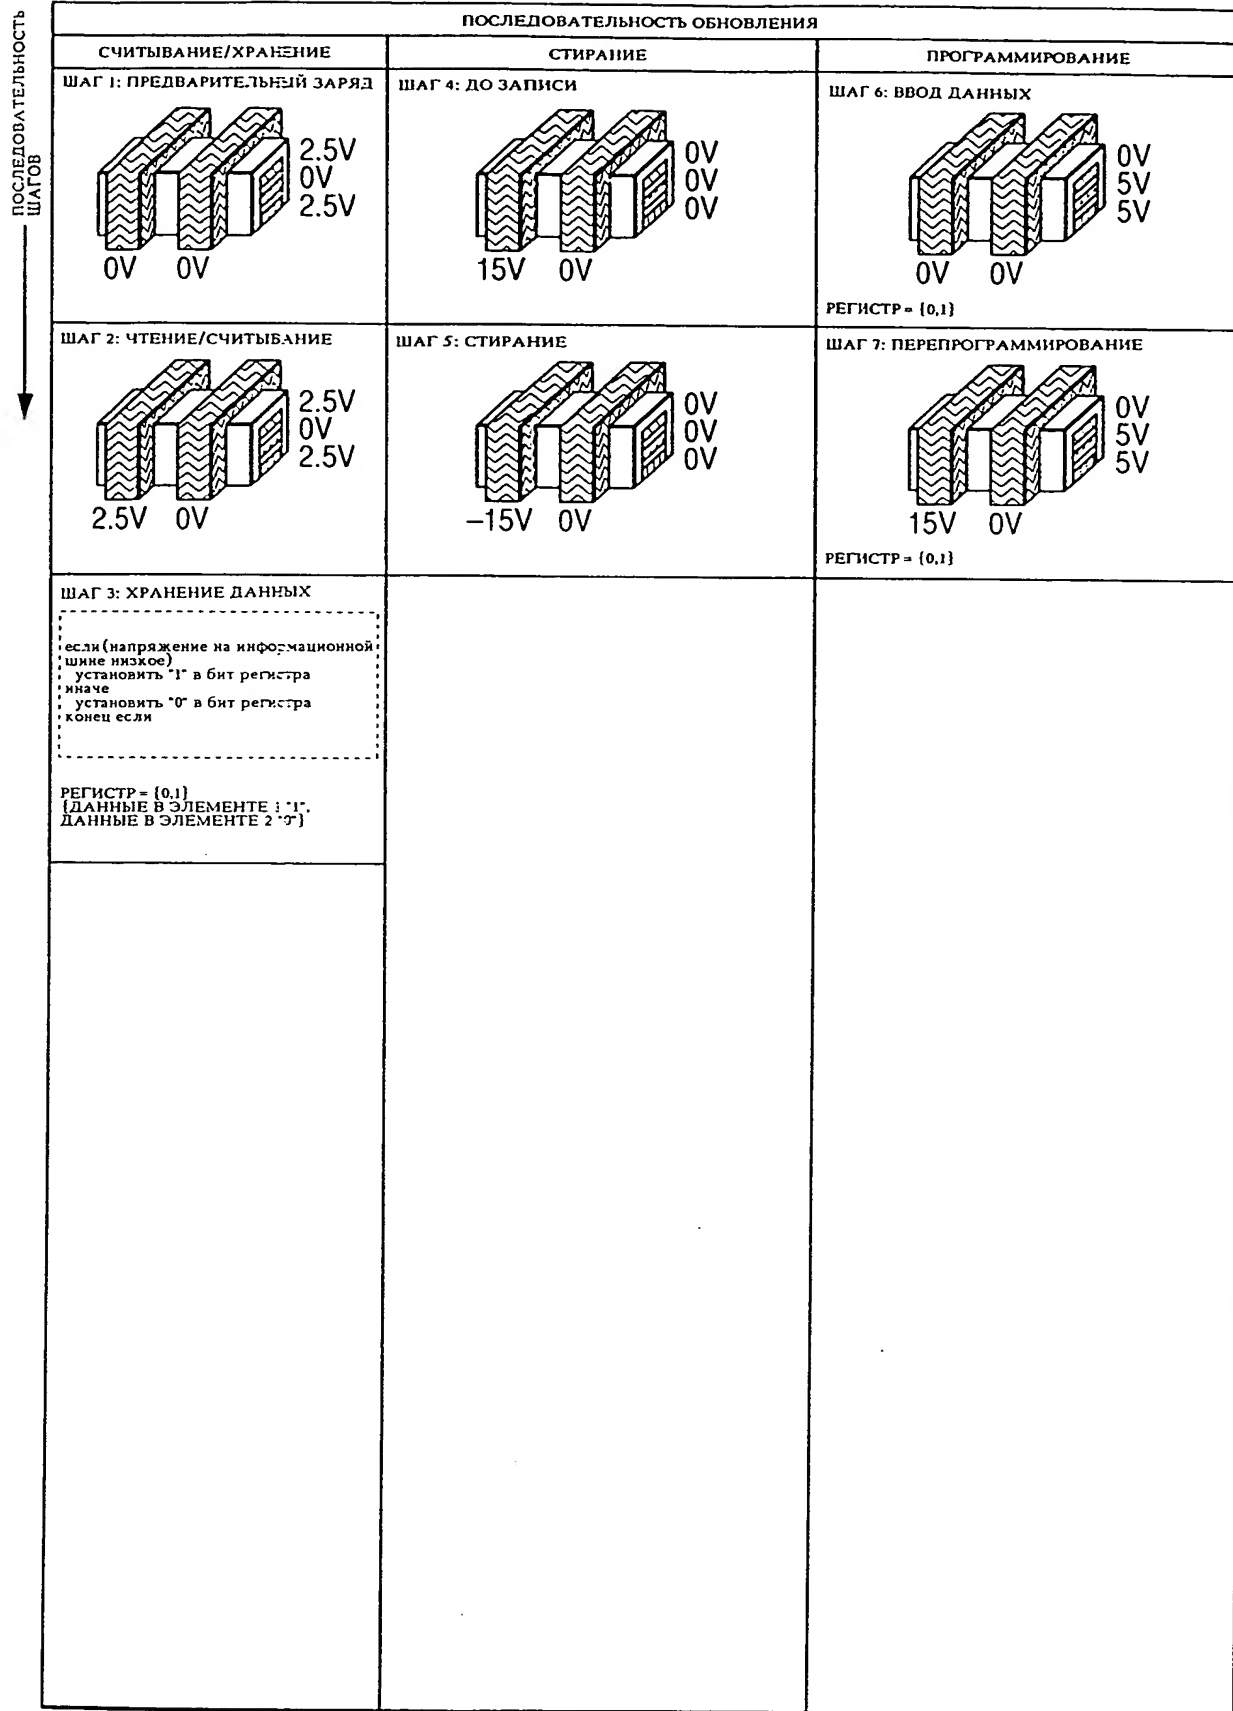 ПОСЛЕДОВАТЕЛЬНОСТЬ
ШАГОВ
ПОСЛЕДОВАТЕЛЬНОСТЬ ОБНОВЛЕНИЯ
СЧИТЫВАНИЕ/ХРАНЕНИЕ
СТИРАНИЕ
ПРОГРАММИРОВАНИЕ
ШАГ 1: ПРЕДВАРИТЕЛЬНЫЙ ЗАРЯД
2.5V
0V
2.5V
0V 0V
ШАГ 4: ДО ЗАПИСИ
0V
0V
0V
15V 0V
ШАГ 6: ВВОД ДАННЫХ
0V
5V
5V
0V 0V
РЕГИСТР = {0,1}
ШАГ 2: ЧТЕНИЕ/СЧИТЫВАНИЕ
2.5V
0V
2.5V
2.5V 0V
ШАГ 5: СТИРАНИЕ
0V
0V
0V
–15V 0V
ШАГ 7: ПЕРЕПРОГРАММИРОВАНИЕ
0V
5V
5V
15V 0V
РЕГИСТР = {0,1}
ШАГ 3: ХРАНЕНИЕ ДАННЫХ
если(напряжение на информационной
шине низкое)
установить "1" в бит регистра
иначе
установить "0" в бит регистра
конец если
РЕГИСТР = {0,1}
{ДАННЫЕ В ЭЛЕМЕНТЕ 1 "1",
ДАННЫЕ В ЭЛЕМЕНТЕ 2 "0"}